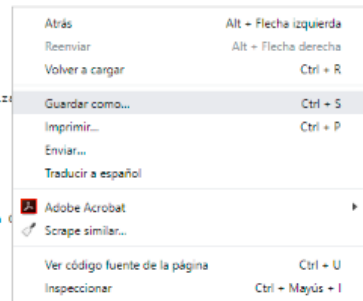 Atrás Alt + Flecha izquierda
Reenviar Alt + Flecha derecha
Volver a cargar Ctrl + R
Guardar como... Ctrl + S
Imprimir... Ctrl + P
Enviar...
Traducir a español
Adobe Acrobat
Scrape similar...
Ver código fuente de la página Ctrl + U
Inspeccionar Ctrl + Mayús + I